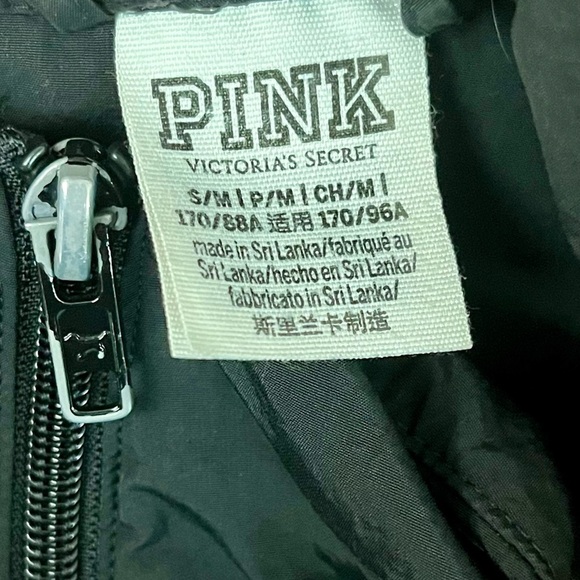 PINK
VICTORIA'S SECRET
S/M | P/M | CH/M |
170/88A 适用 170/96A
made in Sri Lanka/fabriqué au
Sri Lanka/hecho en Sri Lanka/
fabbricato in Sri Lanka/
斯里兰卡制造